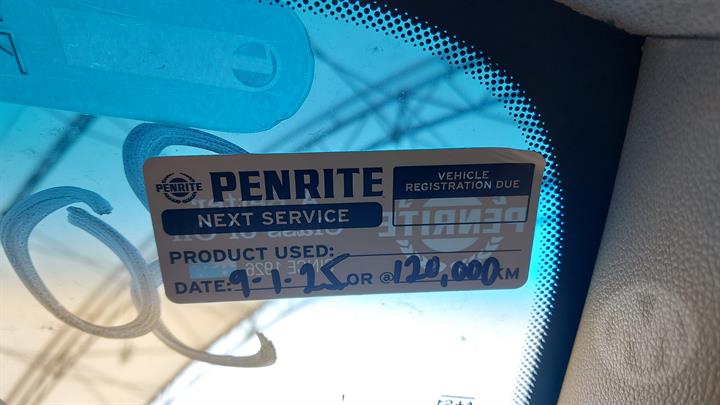 PENRITE PENRITE
VEHICLE
REGISTRATION DUE
NEXT SERVICE
PRODUCT USED:
DATE: 9.1.25 OR @ 120,000 KM